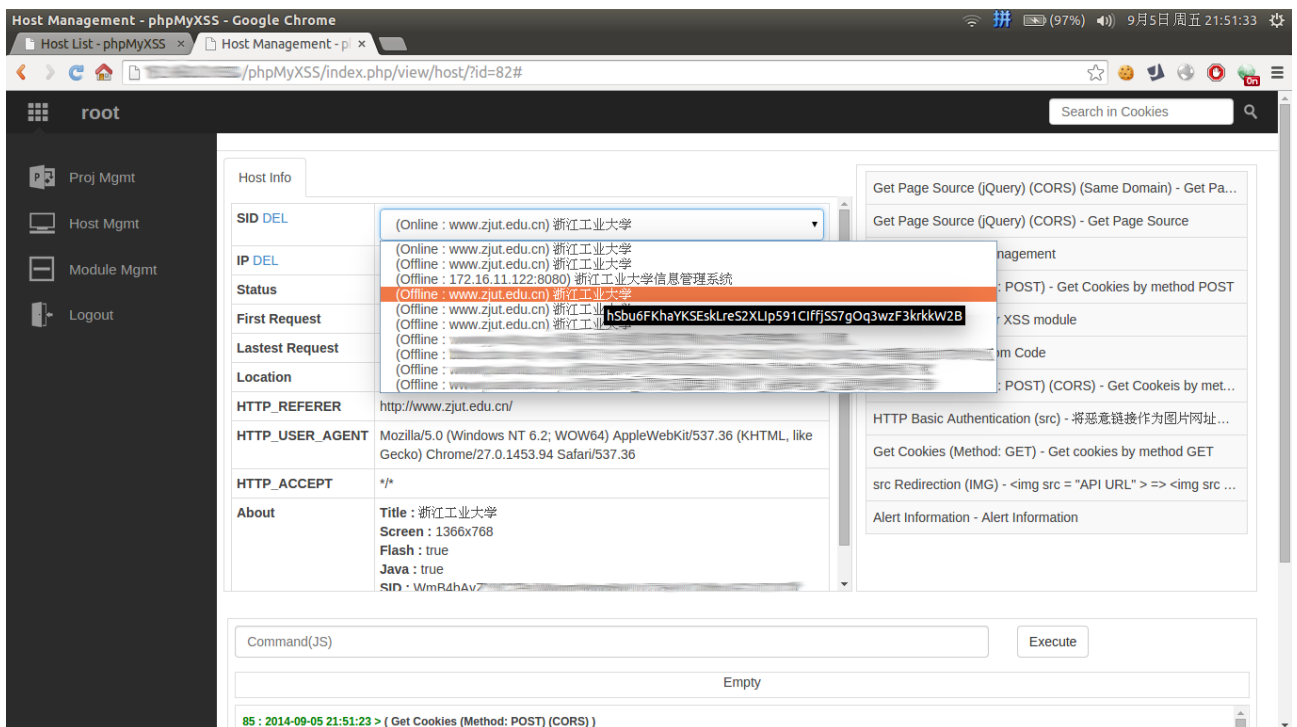 Host Management - phpMyXSS - Google Chrome
拼 (97%) 9月5日 周五 21:51:33
Host List - phpMyXSS × Host Management - p ×
/phpMyXSS/index.php/view/host/?id=82#
On
root
Search in Cookies
Proj Mgmt
Host Mgmt
Module Mgmt
Logout
Host Info
SID DEL
(Online : www.zjut.edu.cn) 浙江工业大学
(Online : www.zjut.edu.cn) 浙江工业大学
(Offline : www.zjut.edu.cn) 浙江工业大学
(Offline : 172.16.11.122:8080) 浙江工业大学信息管理系统
(Offline : www.zjut.edu.cn) 浙江工业大学
(Offline : www.zjut.edu.cn) 浙江工业大学
(Offline : www.zjut.edu.cn) 浙江工业大学
(Offline :
(Offline :
(Offline :
(Offline :
hSbu6FKhaYKSEskLreS2XLIp591CIffjSS7gOq3wzF3krkkW2B
IP DEL
Status
First Request
Lastest Request
Location
HTTP_REFERER http://www.zjut.edu.cn/
HTTP_USER_AGENT Mozilla/5.0 (Windows NT 6.2; WOW64) AppleWebKit/537.36 (KHTML, like
Gecko) Chrome/27.0.1453.94 Safari/537.36
HTTP_ACCEPT */*
About Title : 浙江工业大学
Screen : 1366x768
Flash : true
Java : true
SID : WmB4bAyZ
Get Page Source (jQuery) (CORS) (Same Domain) - Get Pa...
Get Page Source (jQuery) (CORS) - Get Page Source
nagement
: POST) - Get Cookies by method POST
XSS module
om Code
: POST) (CORS) - Get Cookeis by met...
HTTP Basic Authentication (src) - 将恶意链接作为图片网址...
Get Cookies (Method: GET) - Get cookies by method GET
src Redirection (IMG) - <img src = "API URL" > => <img src ...
Alert Information - Alert Information
Command(JS)
Execute
Empty
85 : 2014-09-05 21:51:23 > ( Get Cookies (Method: POST) (CORS) )